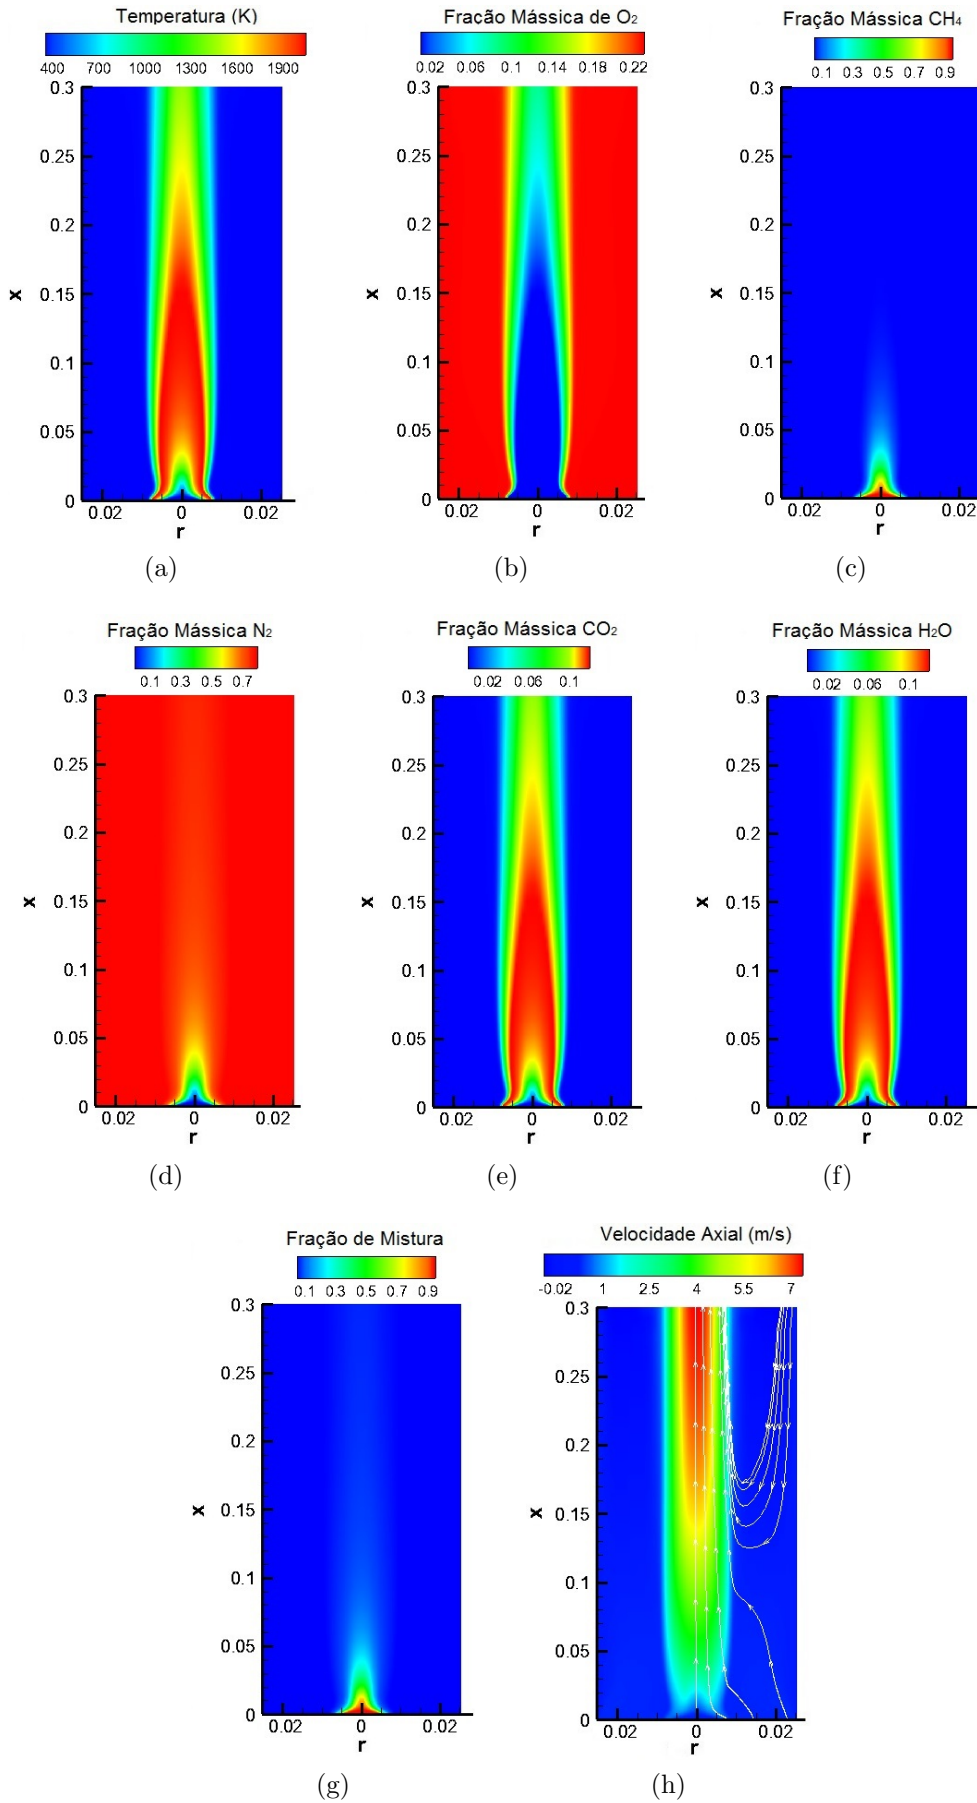 Temperatura (K)
400 700 1000 1300 1600 1900
0.3
0.25
0.2
0.15
0.1
0.05
0
x
0.02 0 0.02
r
(a)
Fração Mássica de O2
0.02 0.06 0.1 0.14 0.18 0.22
0.3
0.25
0.2
0.15
0.1
0.05
0
x
0.02 0 0.02
r
(b)
Fração Mássica CH4
0.1 0.3 0.5 0.7 0.9
0.3
0.25
0.2
0.15
0.1
0.05
0
x
0.02 0 0.02
r
(c)
Fração Mássica N2
0.1 0.3 0.5 0.7
0.3
0.25
0.2
0.15
0.1
0.05
0
x
0.02 0 0.02
r
(d)
Fração Mássica CO2
0.02 0.06 0.1
0.3
0.25
0.2
0.15
0.1
0.05
0
x
0.02 0 0.02
r
(e)
Fração Mássica H2O
0.02 0.06 0.1
0.3
0.25
0.2
0.15
0.1
0.05
0
x
0.02 0 0.02
r
(f)
Fração de Mistura
0.1 0.3 0.5 0.7 0.9
0.3
0.25
0.2
0.15
0.1
0.05
0
x
0.02 0 0.02
r
(g)
Velocidade Axial (m/s)
-0.02 1 2.5 4 5.5 7
0.3
0.25
0.2
0.15
0.1
0.05
0
x
0.02 0 0.02
r
(h)